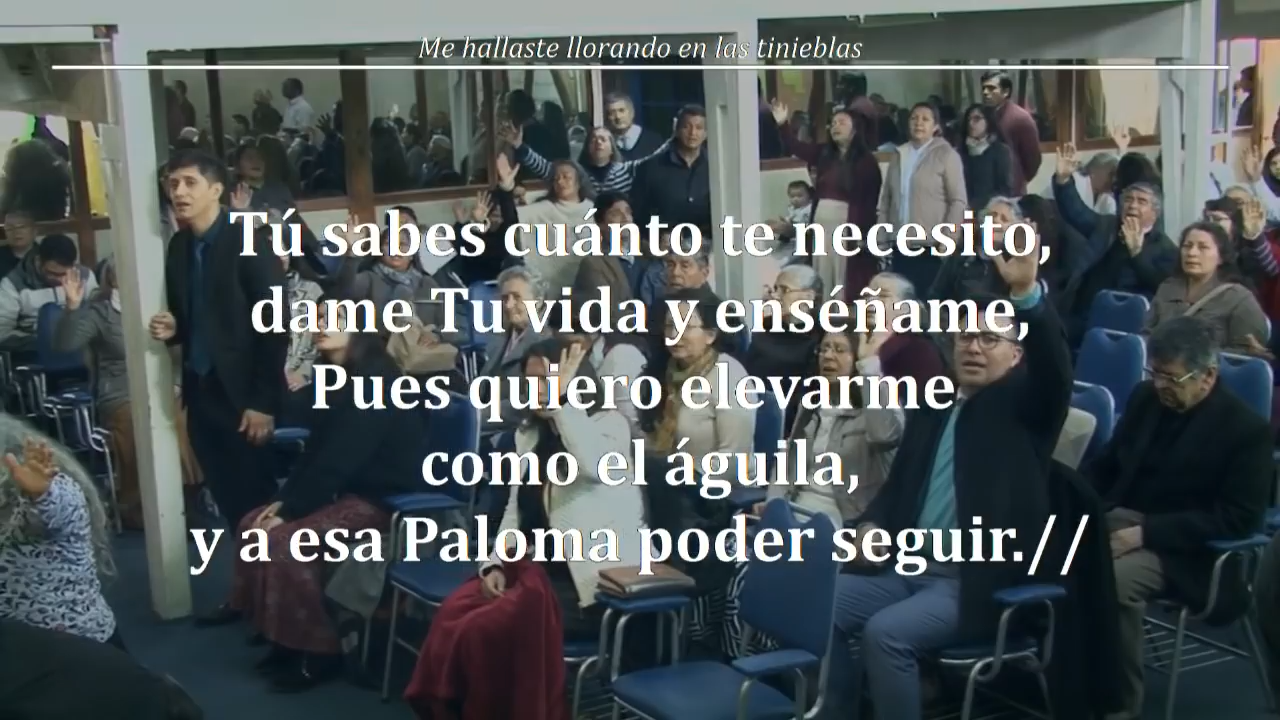 Me hallaste llorando en las tinieblas
Tú sabes cuánto te necesito,
dame Tu vida y enséñame,
Pues quiero elevarme
como el águila,
y a esa Paloma poder seguir.//